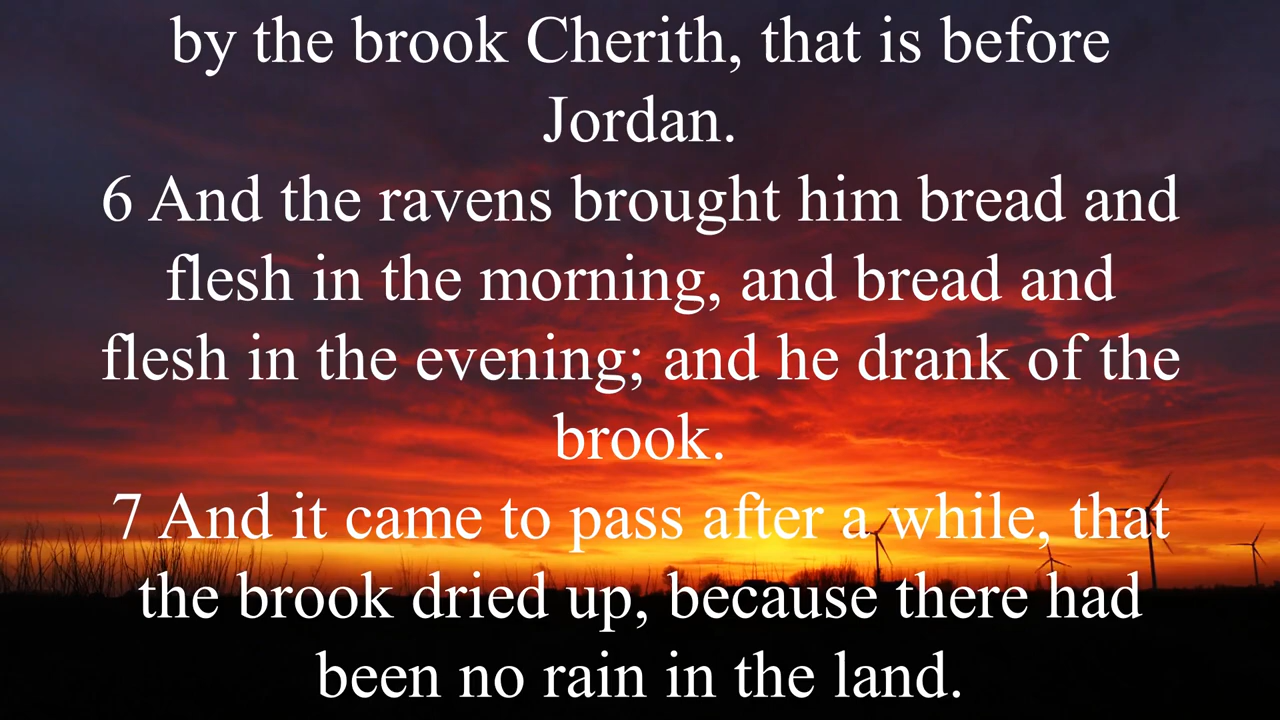 by the brook Cherith, that is before
Jordan.
6 And the ravens brought him bread and
flesh in the morning, and bread and
flesh in the evening; and he drank of the
brook.
7 And it came to pass after a while, that
the brook dried up, because there had
been no rain in the land.